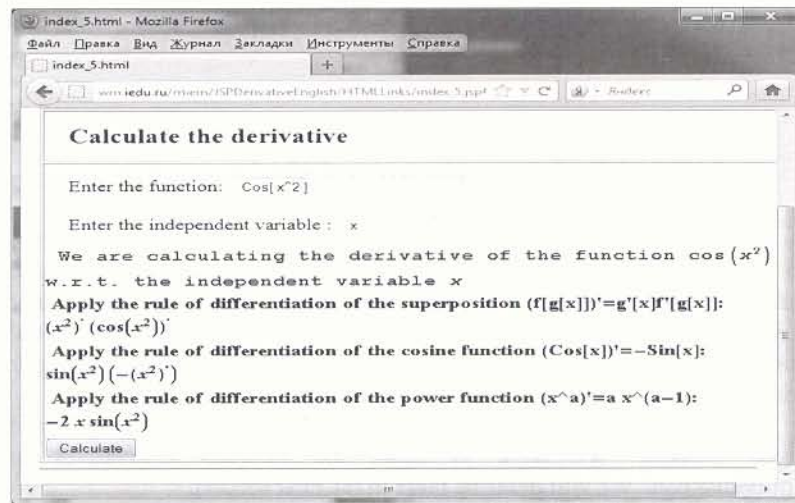 index_5.html - Mozilla Firefox
Файл Правка Вид Журнал Закладки Инструменты Справка
index_5.html +
Яндекс
Calculate the derivative
Enter the function: Cos[x^2]
Enter the independent variable : x
We are calculating the derivative of the function cos(x²)
w.r.t. the independent variable x
Apply the rule of differentiation of the superposition (f[g[x]])'=g'[x]f'[g[x]]:
(x²)′ (cos(x²))′
Apply the rule of differentiation of the cosine function (Cos[x])'=−Sin[x]:
sin(x²)(−(x²)′)
Apply the rule of differentiation of the power function (x^a)'=a x^(a−1):
−2 x sin(x²)
Calculate